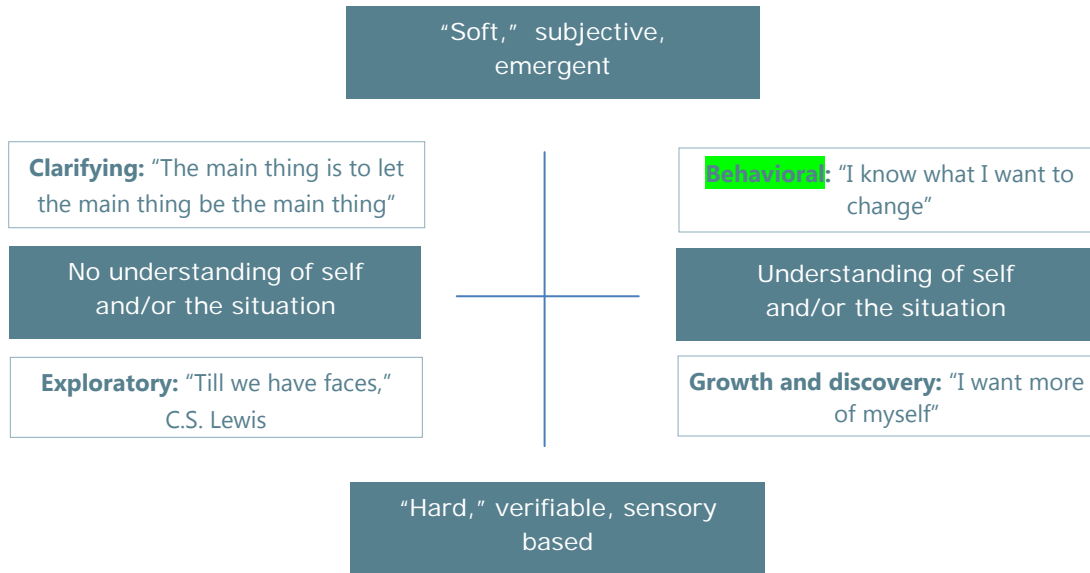 “Soft,” subjective,
emergent
Clarifying: “The main thing is to let
the main thing be the main thing”
Behavioral: “I know what I want to
change”
No understanding of self
and/or the situation
Understanding of self
and/or the situation
Exploratory: “Till we have faces,”
C.S. Lewis
Growth and discovery: “I want more
of myself”
“Hard,” verifiable, sensory
based